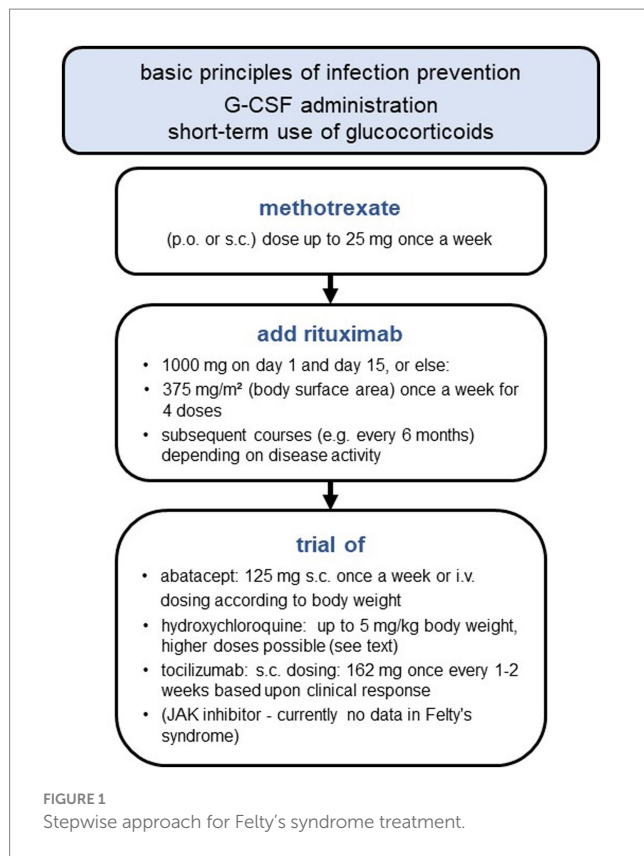 basic principles of infection prevention
G-CSF administration
short-term use of glucocorticoids
methotrexate
(p.o. or s.c.) dose up to 25 mg once a week
add rituximab
• 1000 mg on day 1 and day 15, or else:
• 375 mg/m² (body surface area) once a week for
4 doses
• subsequent courses (e.g. every 6 months)
depending on disease activity
trial of
• abatacept: 125 mg s.c. once a week or i.v.
dosing according to body weight
• hydroxychloroquine: up to 5 mg/kg body weight,
higher doses possible (see text)
• tocilizumab: s.c. dosing: 162 mg once every 1-2
weeks based upon clinical response
• (JAK inhibitor - currently no data in Felty's
syndrome)
FIGURE 1
Stepwise approach for Felty’s syndrome treatment.